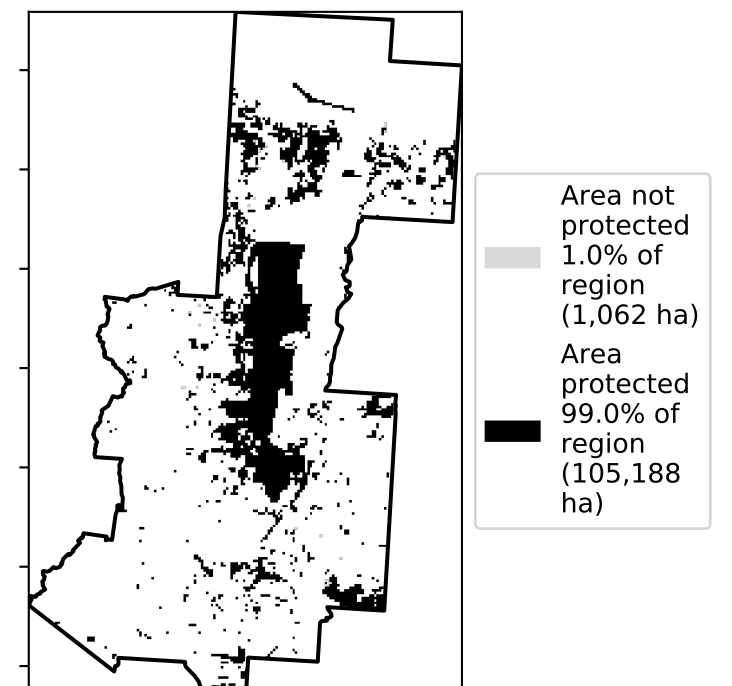 Area not
protected
1.0% of
region
(1,062 ha)
Area
protected
99.0% of
region
(105,188
ha)